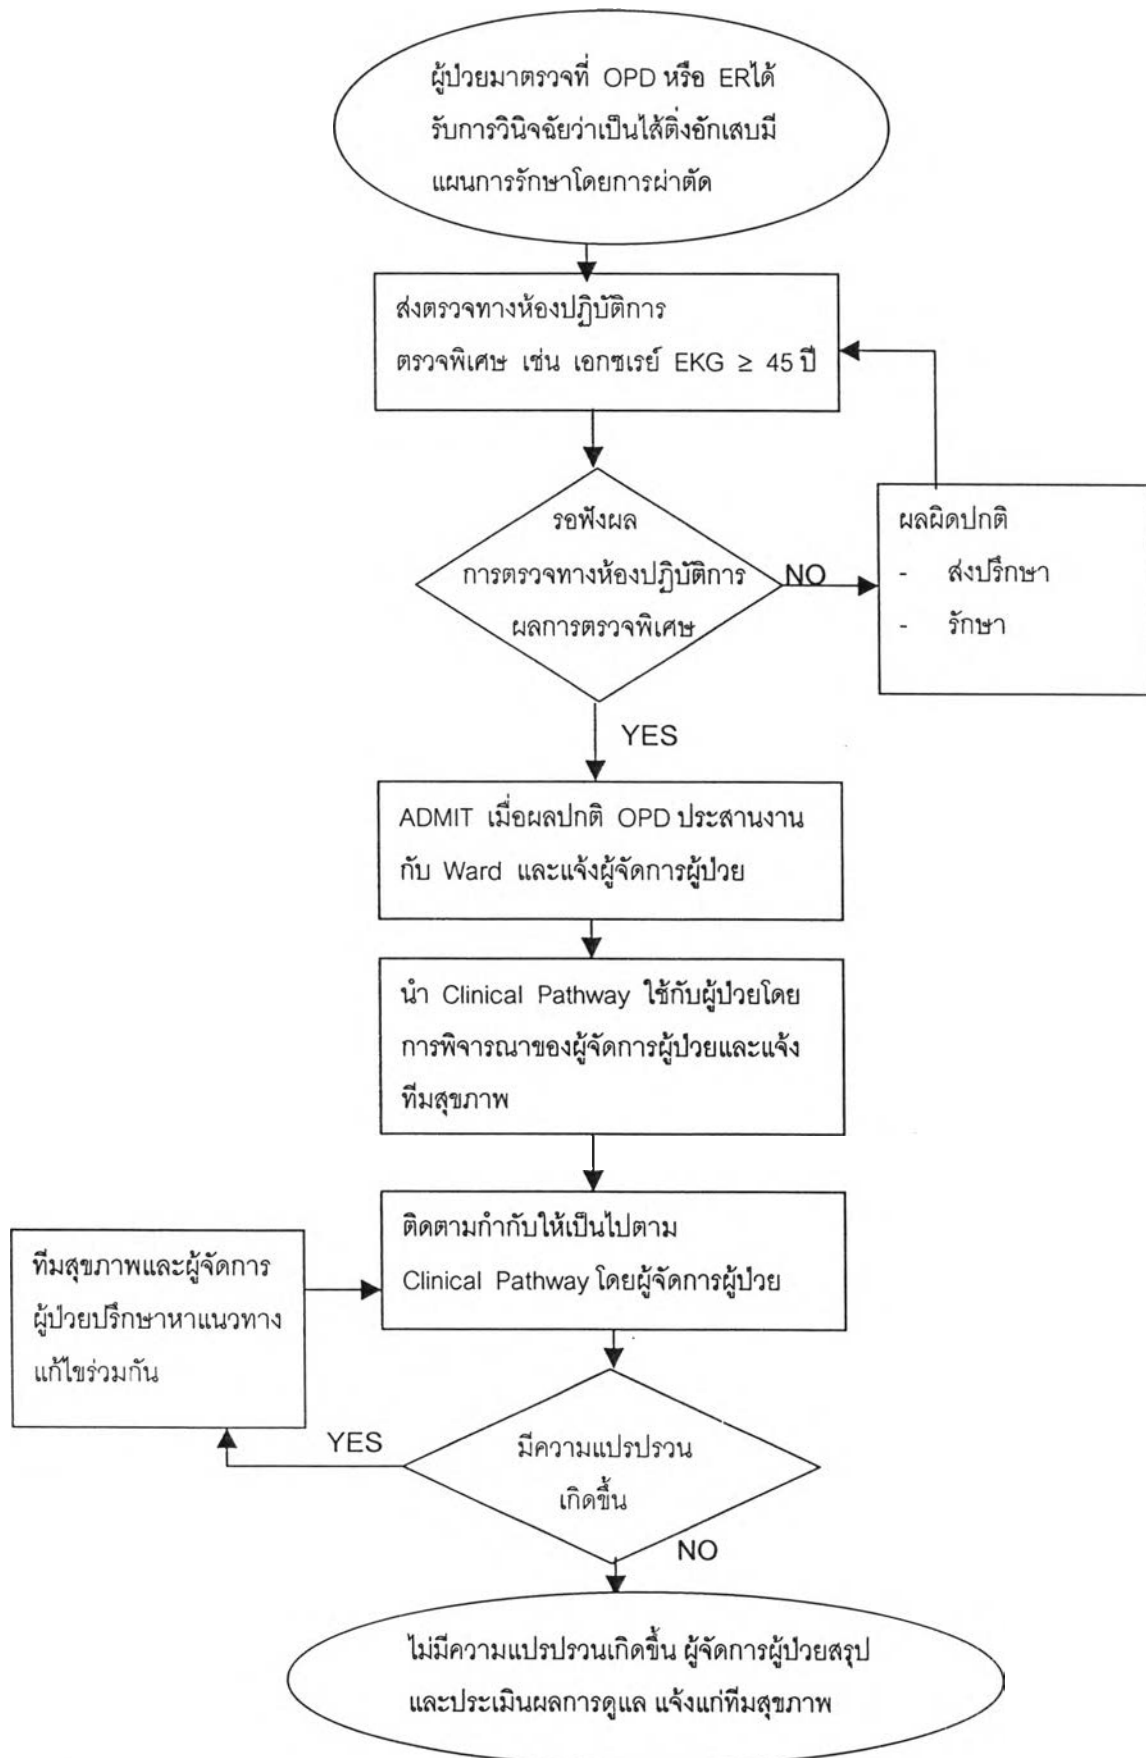 ผู้ป่วยมาตรวจที่ OPD หรือ ERได้
รับการวินิจฉัยว่าเป็นไส้ติ่งอักเสบมี
แผนการรักษาโดยการผ่าตัด
ส่งตรวจทางห้องปฏิบัติการ
ตรวจพิเศษ เช่น เอกซเรย์ EKG ≥ 45 ปี
รอฟังผล
การตรวจทางห้องปฏิบัติการ
ผลการตรวจพิเศษ
NO
ผลผิดปกติ
- ส่งปรึกษา
- รักษา
YES
ADMIT เมื่อผลปกติ OPD ประสานงาน
กับ Ward และแจ้งผู้จัดการผู้ป่วย
นำ Clinical Pathway ใช้กับผู้ป่วยโดย
การพิจารณาของผู้จัดการผู้ป่วยและแจ้ง
ทีมสุขภาพ
ติดตามกำกับให้เป็นไปตาม
Clinical Pathway โดยผู้จัดการผู้ป่วย
ทีมสุขภาพและผู้จัดการ
ผู้ป่วยปรึกษาหาแนวทาง
แก้ไขร่วมกัน
YES
มีความแปรปรวน
เกิดขึ้น
NO
ไม่มีความแปรปรวนเกิดขึ้น ผู้จัดการผู้ป่วยสรุป
และประเมินผลการดูแล แจ้งแก่ทีมสุขภาพ